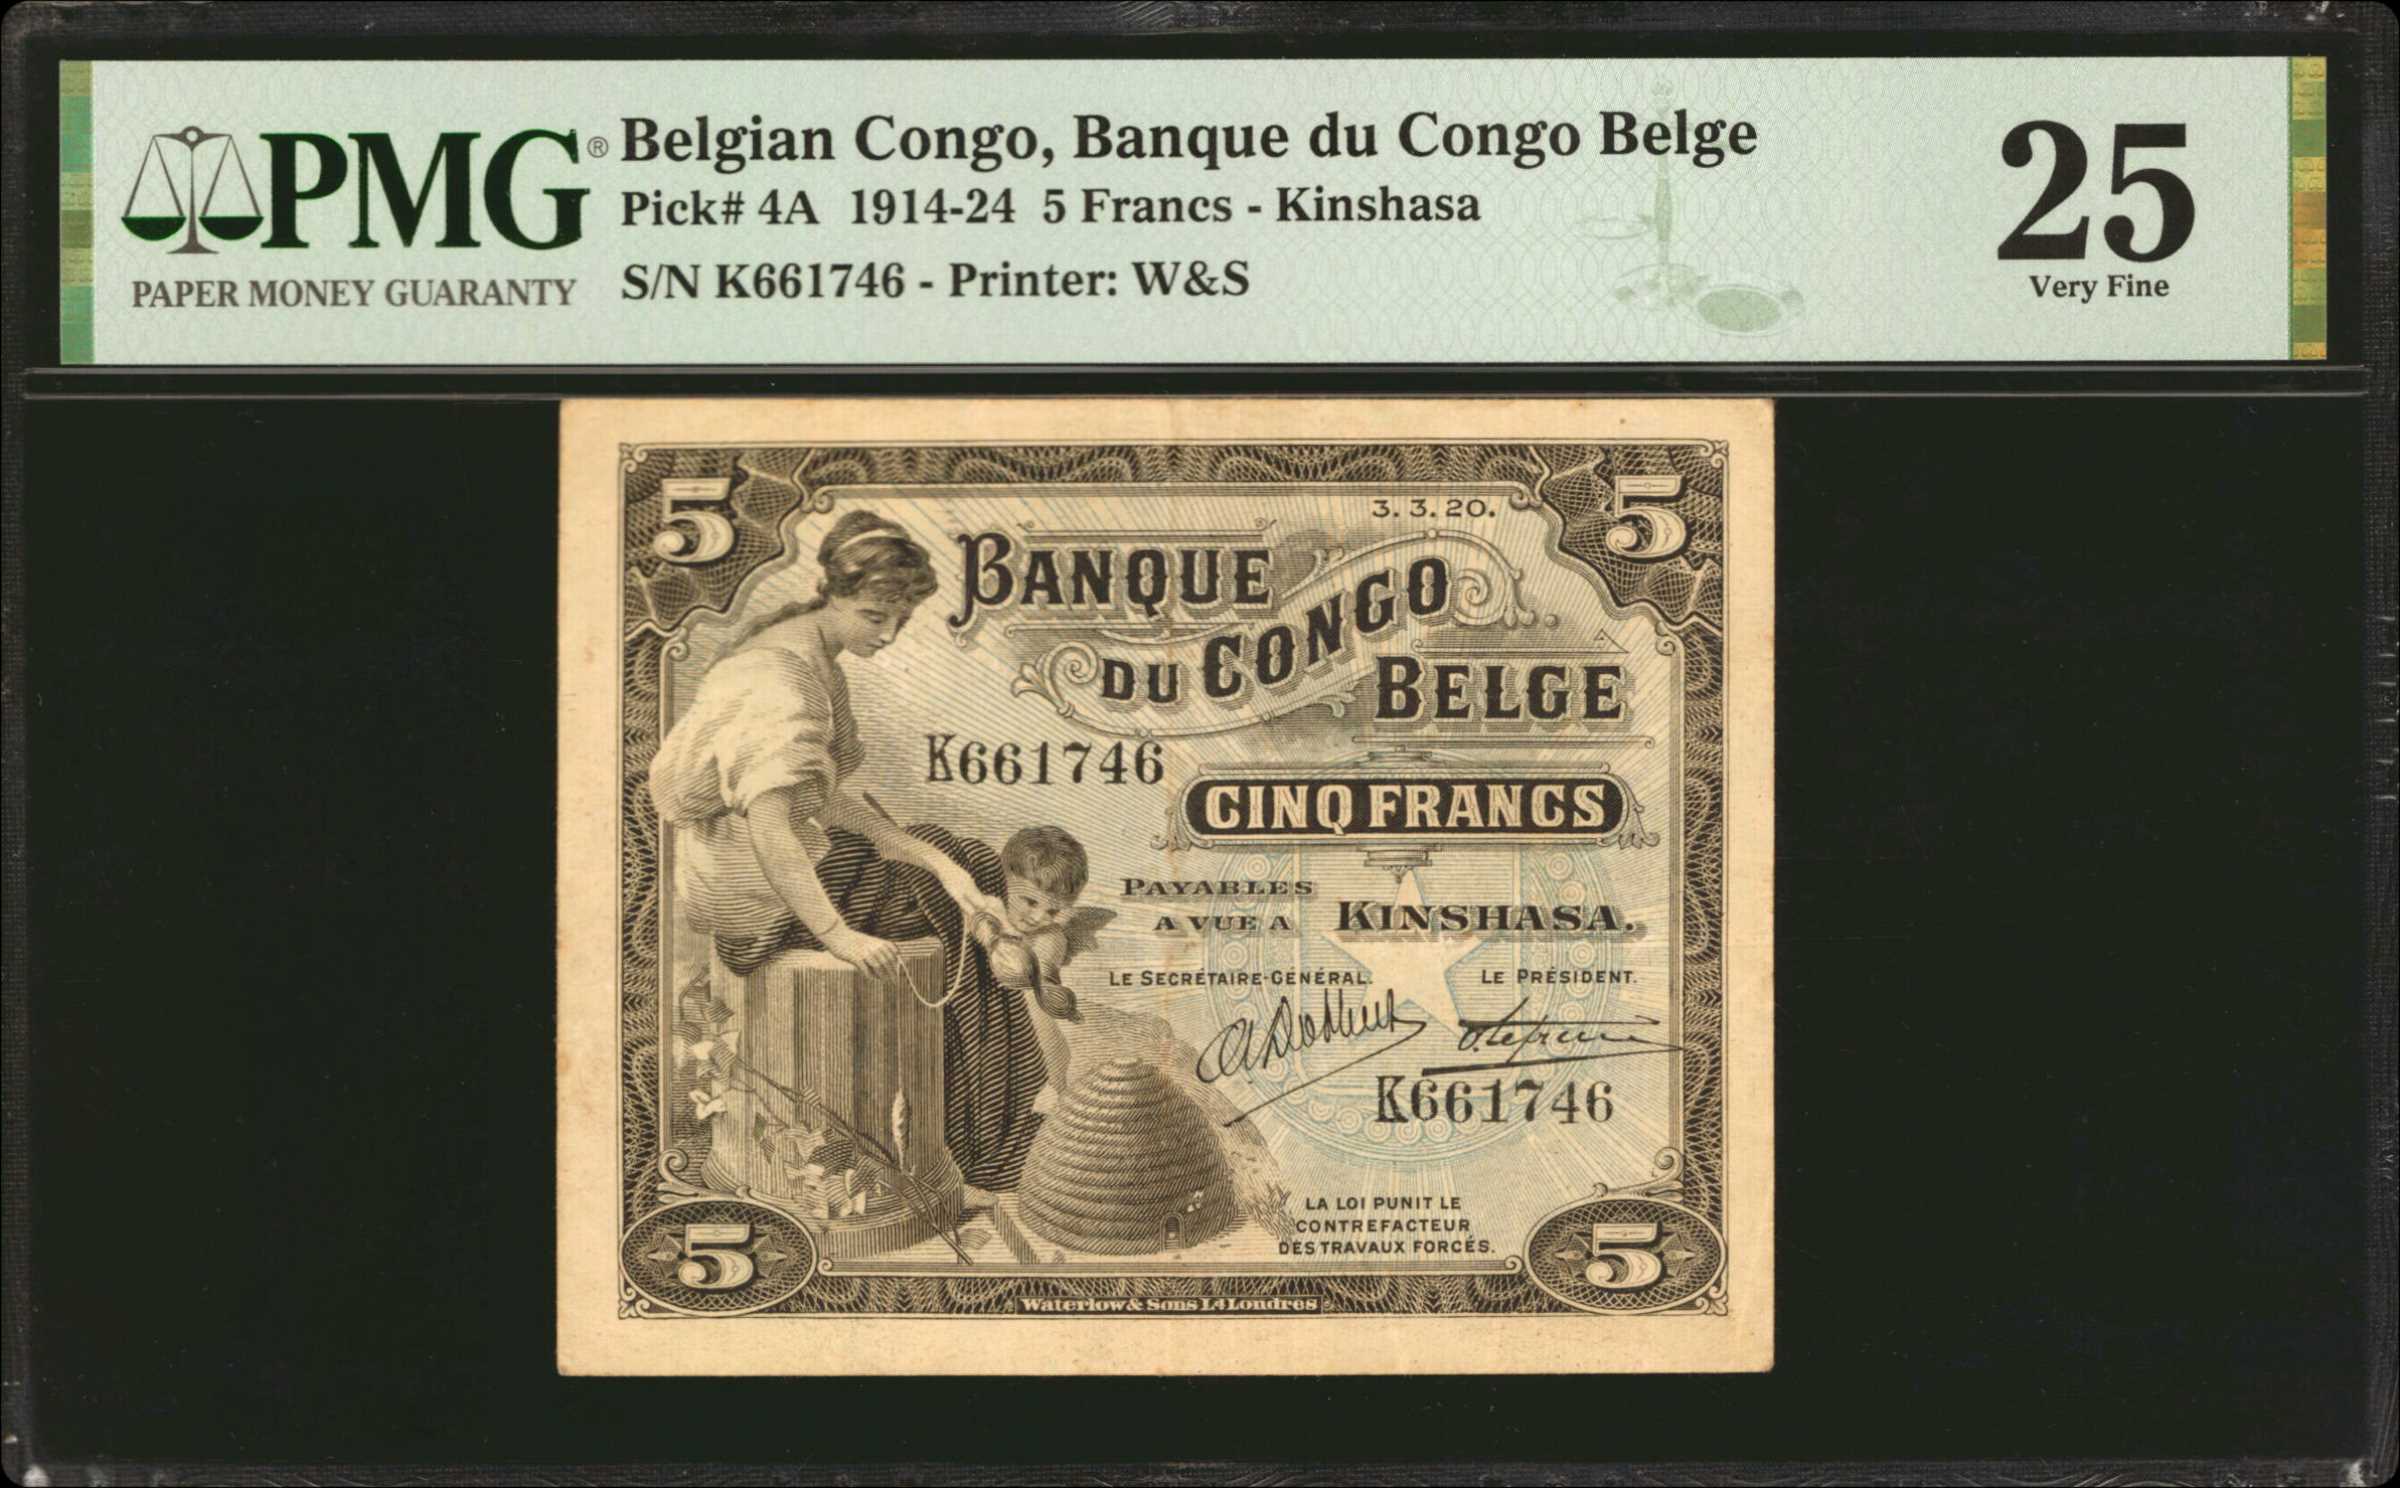 PMG®
PAPER MONEY GUARANTY
Belgian Congo, Banque du Congo Belge
Pick# 4A 1914-24 5 Francs - Kinshasa
S/N K661746 - Printer: W&S
25
Very Fine
5
5
3.3.20.
BANQUE
DU CONGO
BELGE
K661746
CINQ FRANCS
PAYABLES
A VUE A KINSHASA.
LE SECRÉTAIRE-GÉNÉRAL.
LE PRÉSIDENT.
K661746
LA LOI PUNIT LE
CONTREFACTEUR
DES TRAVAUX FORCÉS.
5
5
Waterlow & Sons Ld Londres